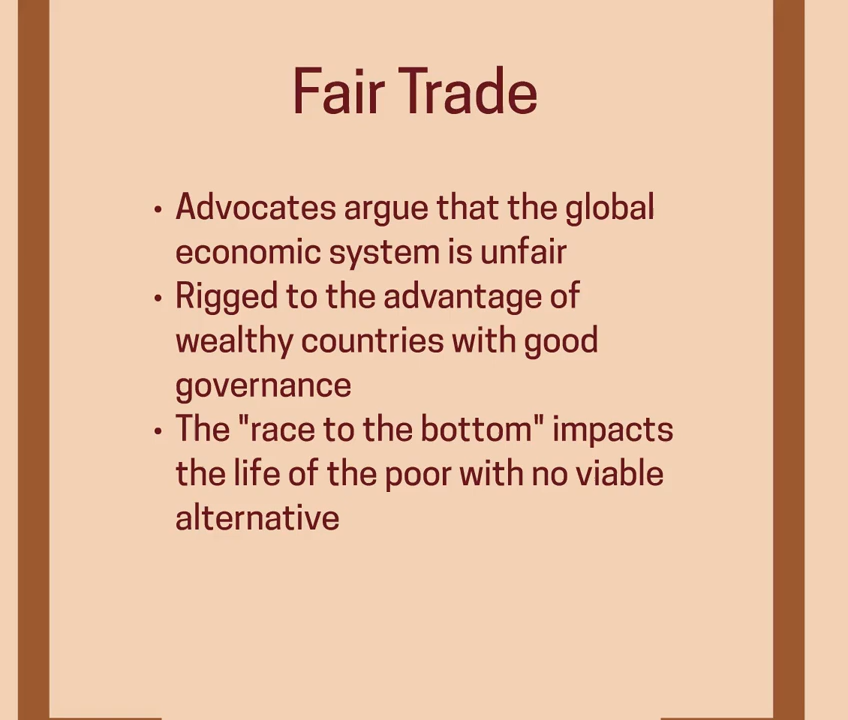 Fair Trade
• Advocates argue that the global
economic system is unfair
• Rigged to the advantage of
wealthy countries with good
governance
• The "race to the bottom" impacts
the life of the poor with no viable
alternative